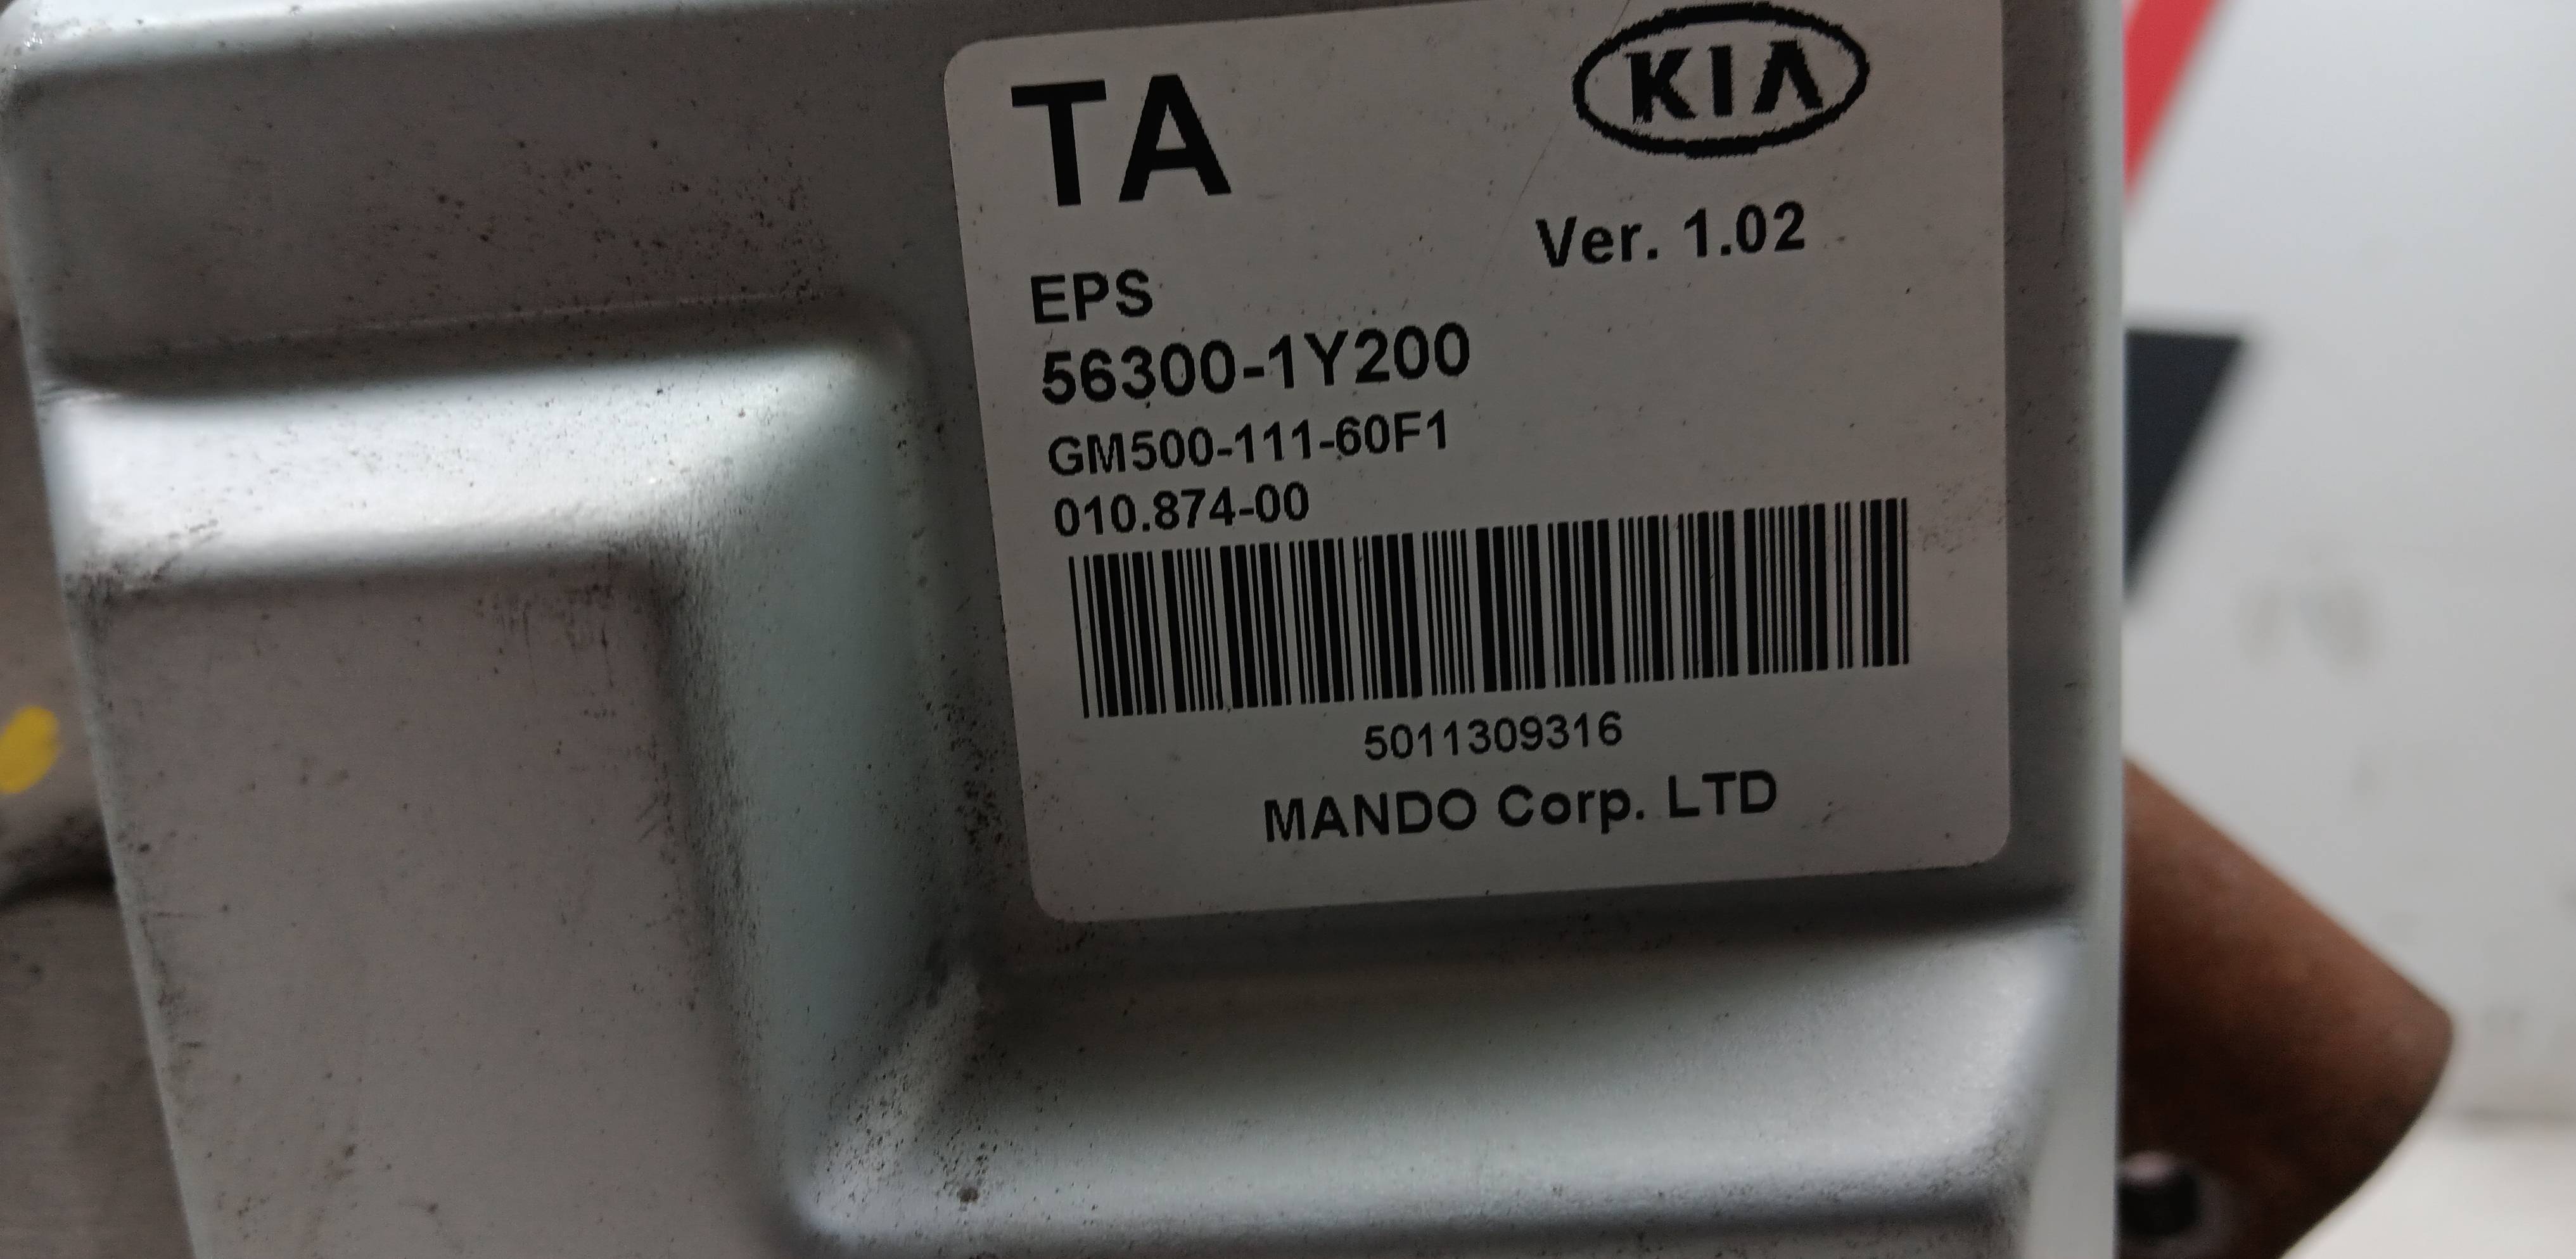 TA
KIA
Ver. 1.02
EPS
56300-1Y200
GM500-111-60F1
010.874-00
5011309316
MANDO Corp. LTD